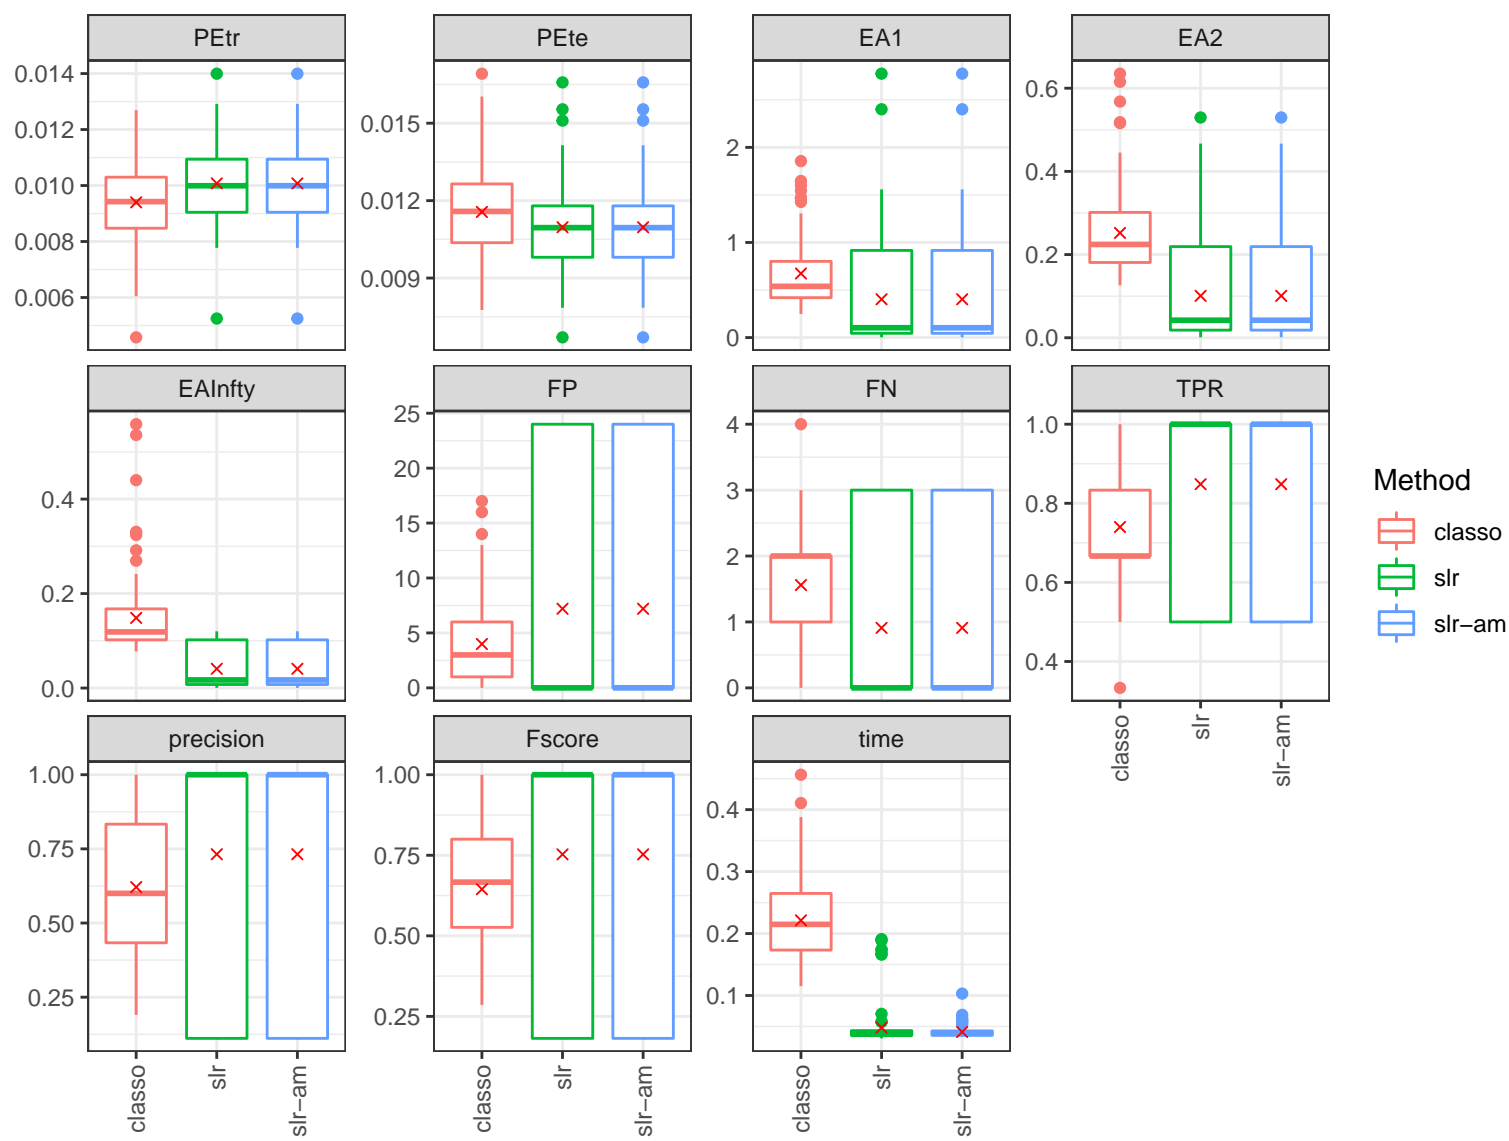 PEtr PEte EA1 EA2
0.014
0.012
0.010
0.008
0.006
0.015
0.012
0.009
2
1
0
0.6
0.4
0.2
0.0
EAInfty FP FN TPR
0.4
0.2
0.0
25
20
15
10
5
0
4
3
2
1
0
1.0
0.8
0.6
0.4
classo
slr
slr−am
precision Fscore time
1.00
0.75
0.50
0.25
1.00
0.75
0.50
0.25
0.4
0.3
0.2
0.1
classo
slr
slr−am
classo
slr
slr−am
classo
slr
slr−am
Method
classo
slr
slr−am